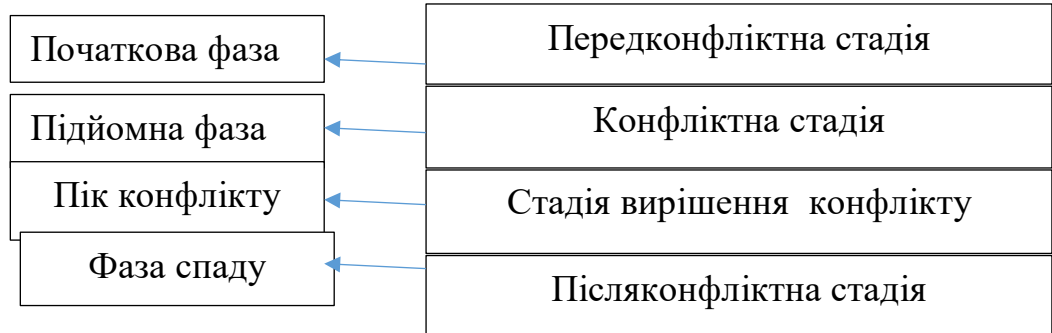 Початкова фаза
Передконфліктна стадія
Підйомна фаза
Конфліктна стадія
Пік конфлікту
Стадія вирішення  конфлікту
Фаза спаду
Післяконфліктна стадія